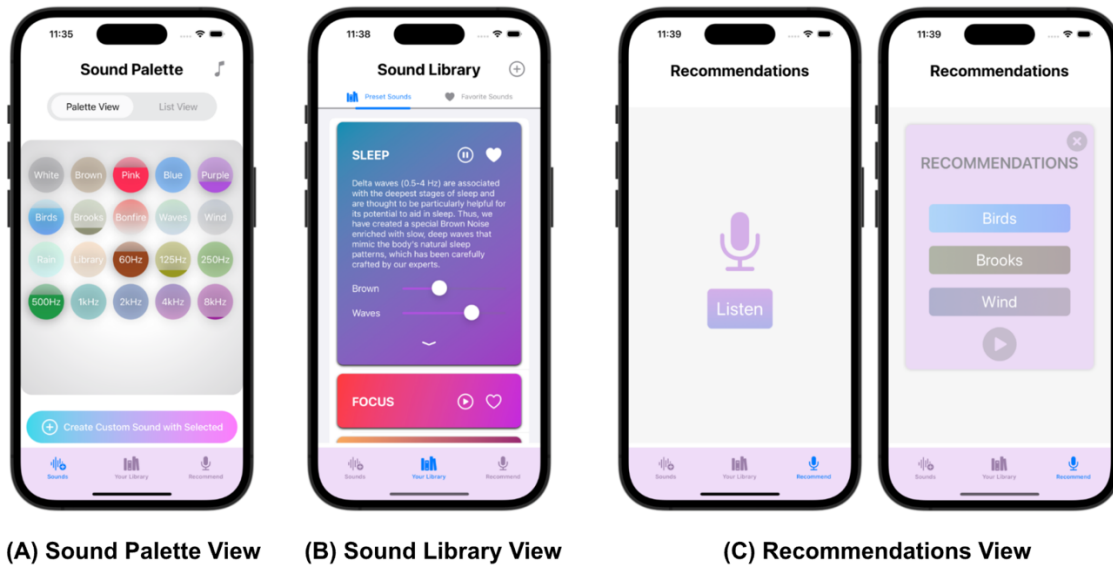 11:35
Sound Palette
Palette View List View
White Brown Pink Blue Purple
Birds Brooks Bonfire Waves Wind
Rain Library 60Hz 125Hz 250Hz
500Hz 1kHz 2kHz 4kHz 8kHz
Create Custom Sound with Selected
Sounds Your Library Recommend
11:38
Sound Library
Preset Sounds Favorite Sounds
SLEEP
Delta waves (0.5-4 Hz) are associated
with the deepest stages of sleep and
are thought to be particularly helpful for
its potential to aid in sleep. Thus, we
have created a special Brown Noise
enriched with slow, deep waves that
mimic the body's natural sleep
patterns, which has been carefully
crafted by our experts.
Brown
Waves
FOCUS
Sounds Your Library Recommend
11:39
Recommendations
Listen
Sounds Your Library Recommend
11:39
Recommendations
RECOMMENDATIONS
Birds
Brooks
Wind
Sounds Your Library Recommend
(A) Sound Palette View
(B) Sound Library View
(C) Recommendations View